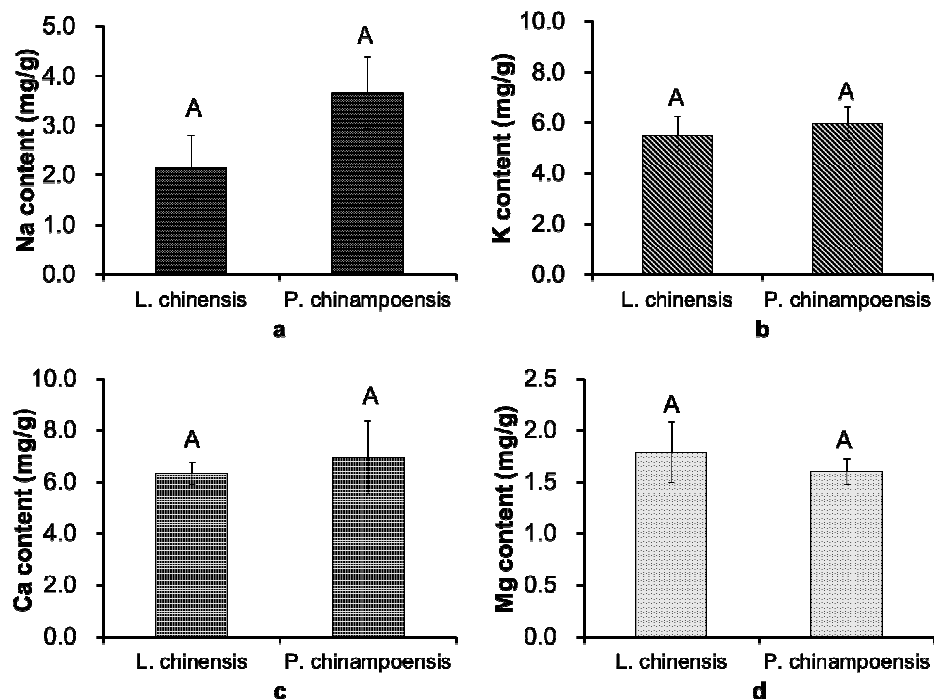 Na content (mg/g)
5.0
4.0
3.0
2.0
1.0
0.0
A
A
L. chinensis
P. chinampoensis
a
K content (mg/g)
10.0
8.0
6.0
4.0
2.0
0.0
A
A
L. chinensis
P. chinampoensis
b
Ca content (mg/g)
10.0
8.0
6.0
4.0
2.0
0.0
A
A
L. chinensis
P. chinampoensis
c
Mg content (mg/g)
2.5
2.0
1.5
1.0
0.5
0.0
A
A
L. chinensis
P. chinampoensis
d